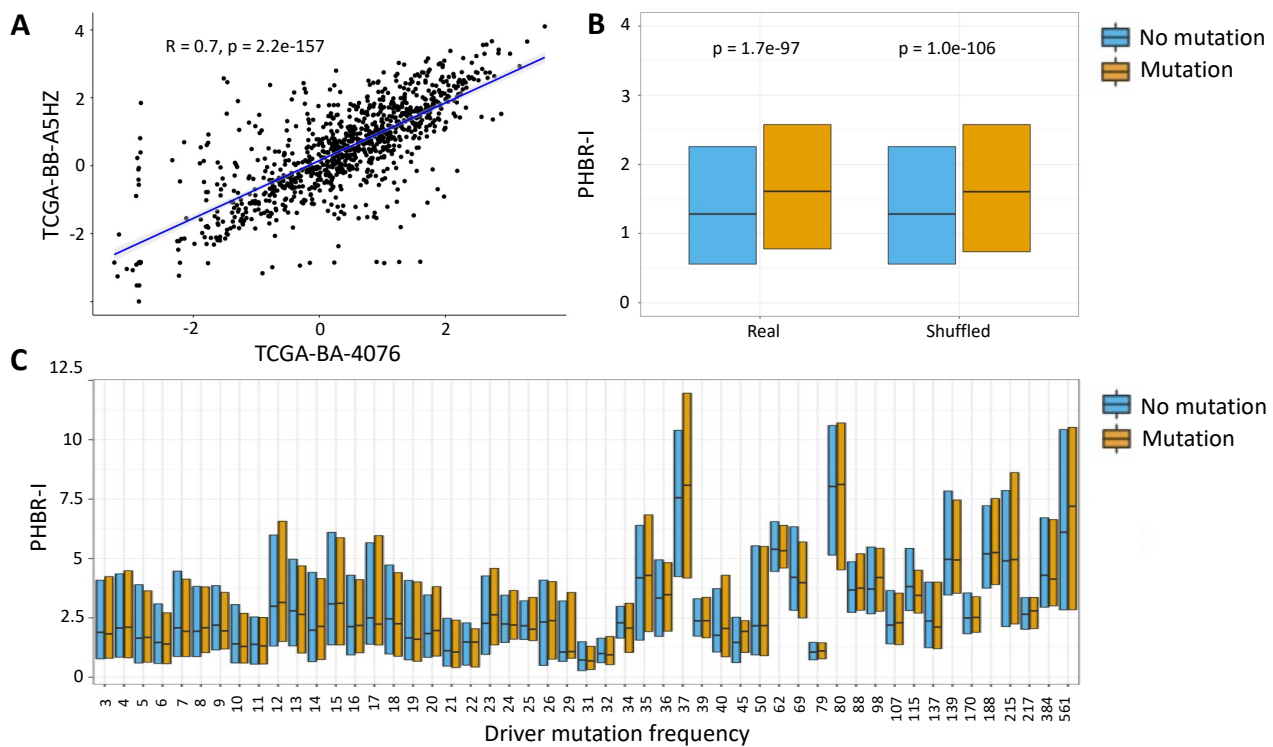 A
R = 0.7, p = 2.2e-157
TCGA-BB-A5HZ
4
2
0
-2
-2
0
2
TCGA-BA-4076
B
p = 1.7e-97
p = 1.0e-106
PHBR-I
4
3
2
1
0
Real
Shuffled
No mutation
Mutation
C
PHBR-I
12.5
10
7.5
5
2.5
0
3 4 5 6 7 8 9 10 11 12 13 14 15 16 17 18 19 20 21 22 23 24 25 26 29 31 32 34 35 36 37 39 40 45 50 62 69 79 80 88 98 107 115 137 139 170 188 215 217 384 561
Driver mutation frequency
No mutation
Mutation